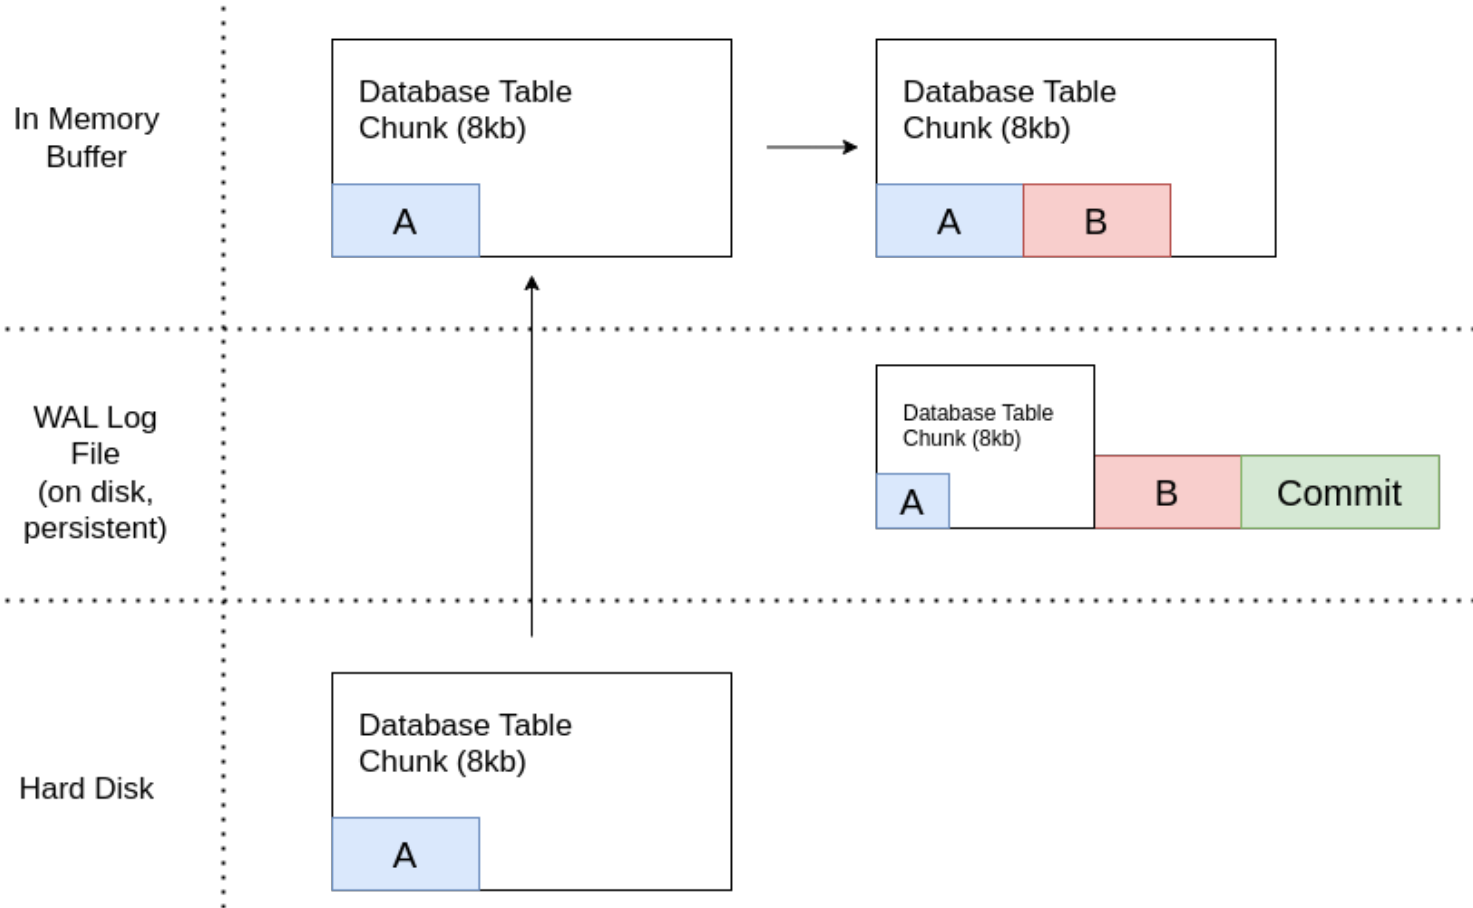 In Memory
Buffer
Database Table
Chunk (8kb)
A
Database Table
Chunk (8kb)
A
B
WAL Log
File
(on disk,
persistent)
Database Table
Chunk (8kb)
A
B
Commit
Hard Disk
Database Table
Chunk (8kb)
A